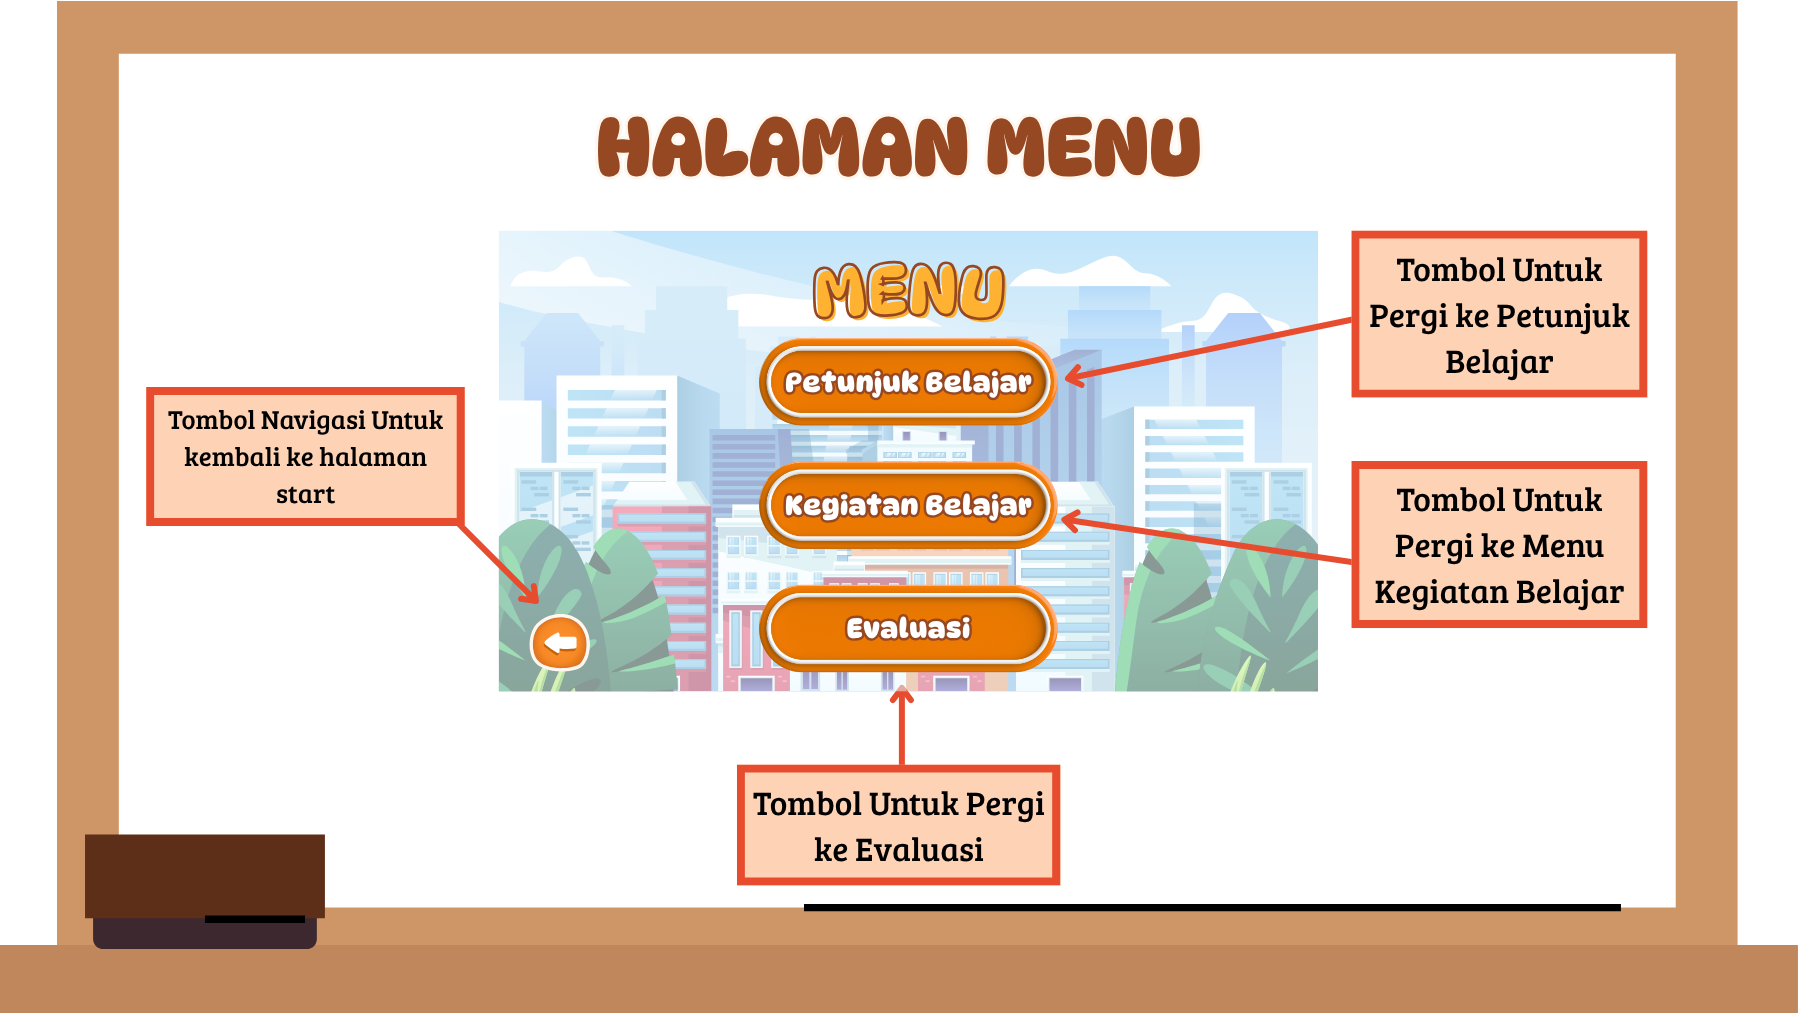 HALAMAN MENU
MENU
Petunjuk Belajar
Kegiatan Belajar
Evaluasi
Tombol Untuk
Pergi ke Petunjuk
Belajar
Tombol Navigasi Untuk
kembali ke halaman
start
Tombol Untuk
Pergi ke Menu
Kegiatan Belajar
Tombol Untuk Pergi
ke Evaluasi